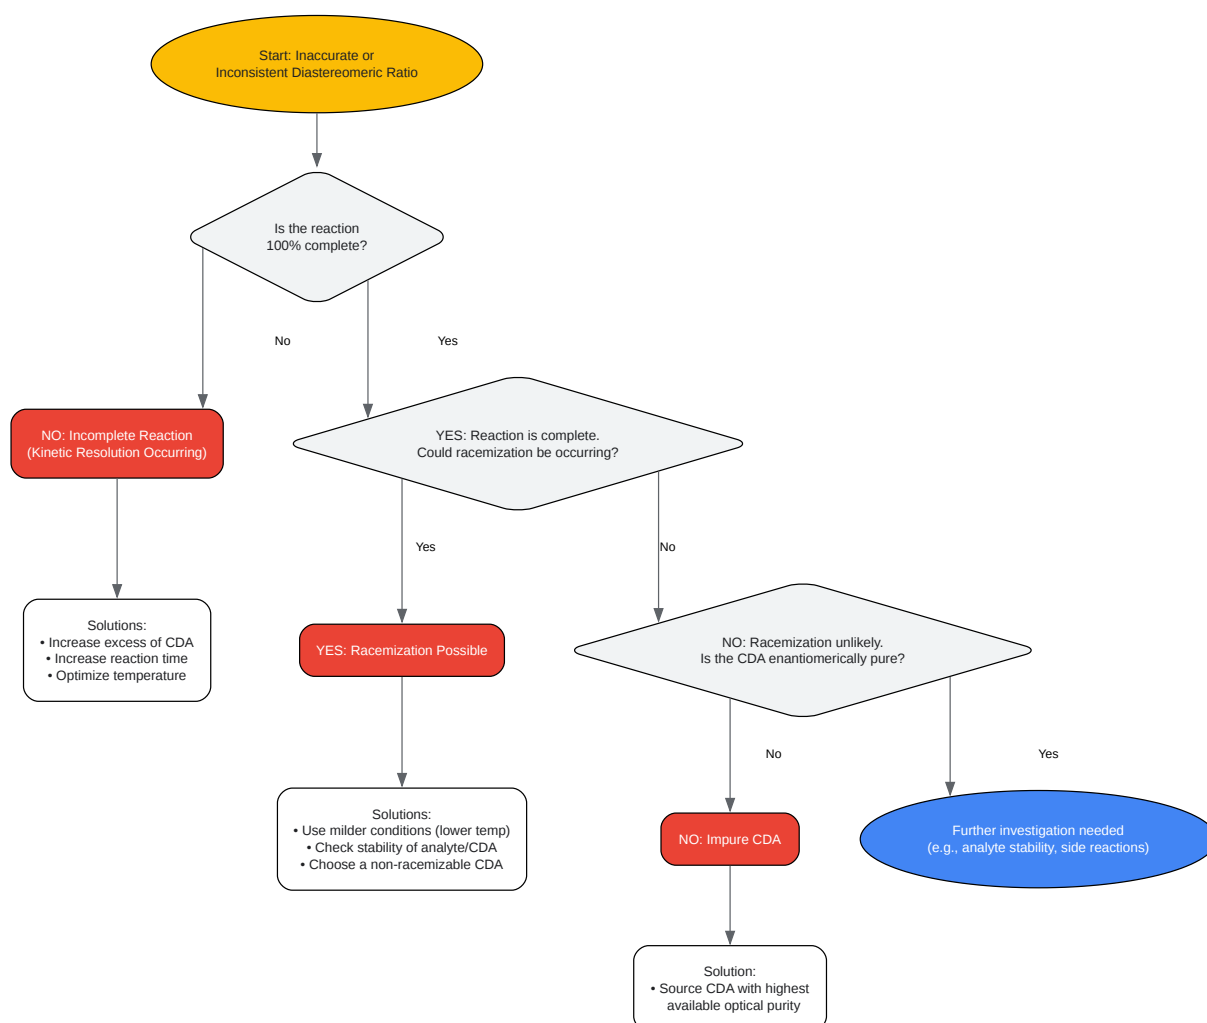 Start: Inaccurate or
Inconsistent Diastereomeric Ratio
Is the reaction
100% complete?
No
Yes
NO: Incomplete Reaction
(Kinetic Resolution Occurring)
YES: Reaction is complete.
Could racemization be occurring?
Yes
No
Solutions:
• Increase excess of CDA
• Increase reaction time
• Optimize temperature
YES: Racemization Possible
NO: Racemization unlikely.
Is the CDA enantiomerically pure?
No
Yes
Solutions:
• Use milder conditions (lower temp)
• Check stability of analyte/CDA
• Choose a non-racemizable CDA
NO: Impure CDA
Further investigation needed
(e.g., analyte stability, side reactions)
Solution:
• Source CDA with highest
available optical purity